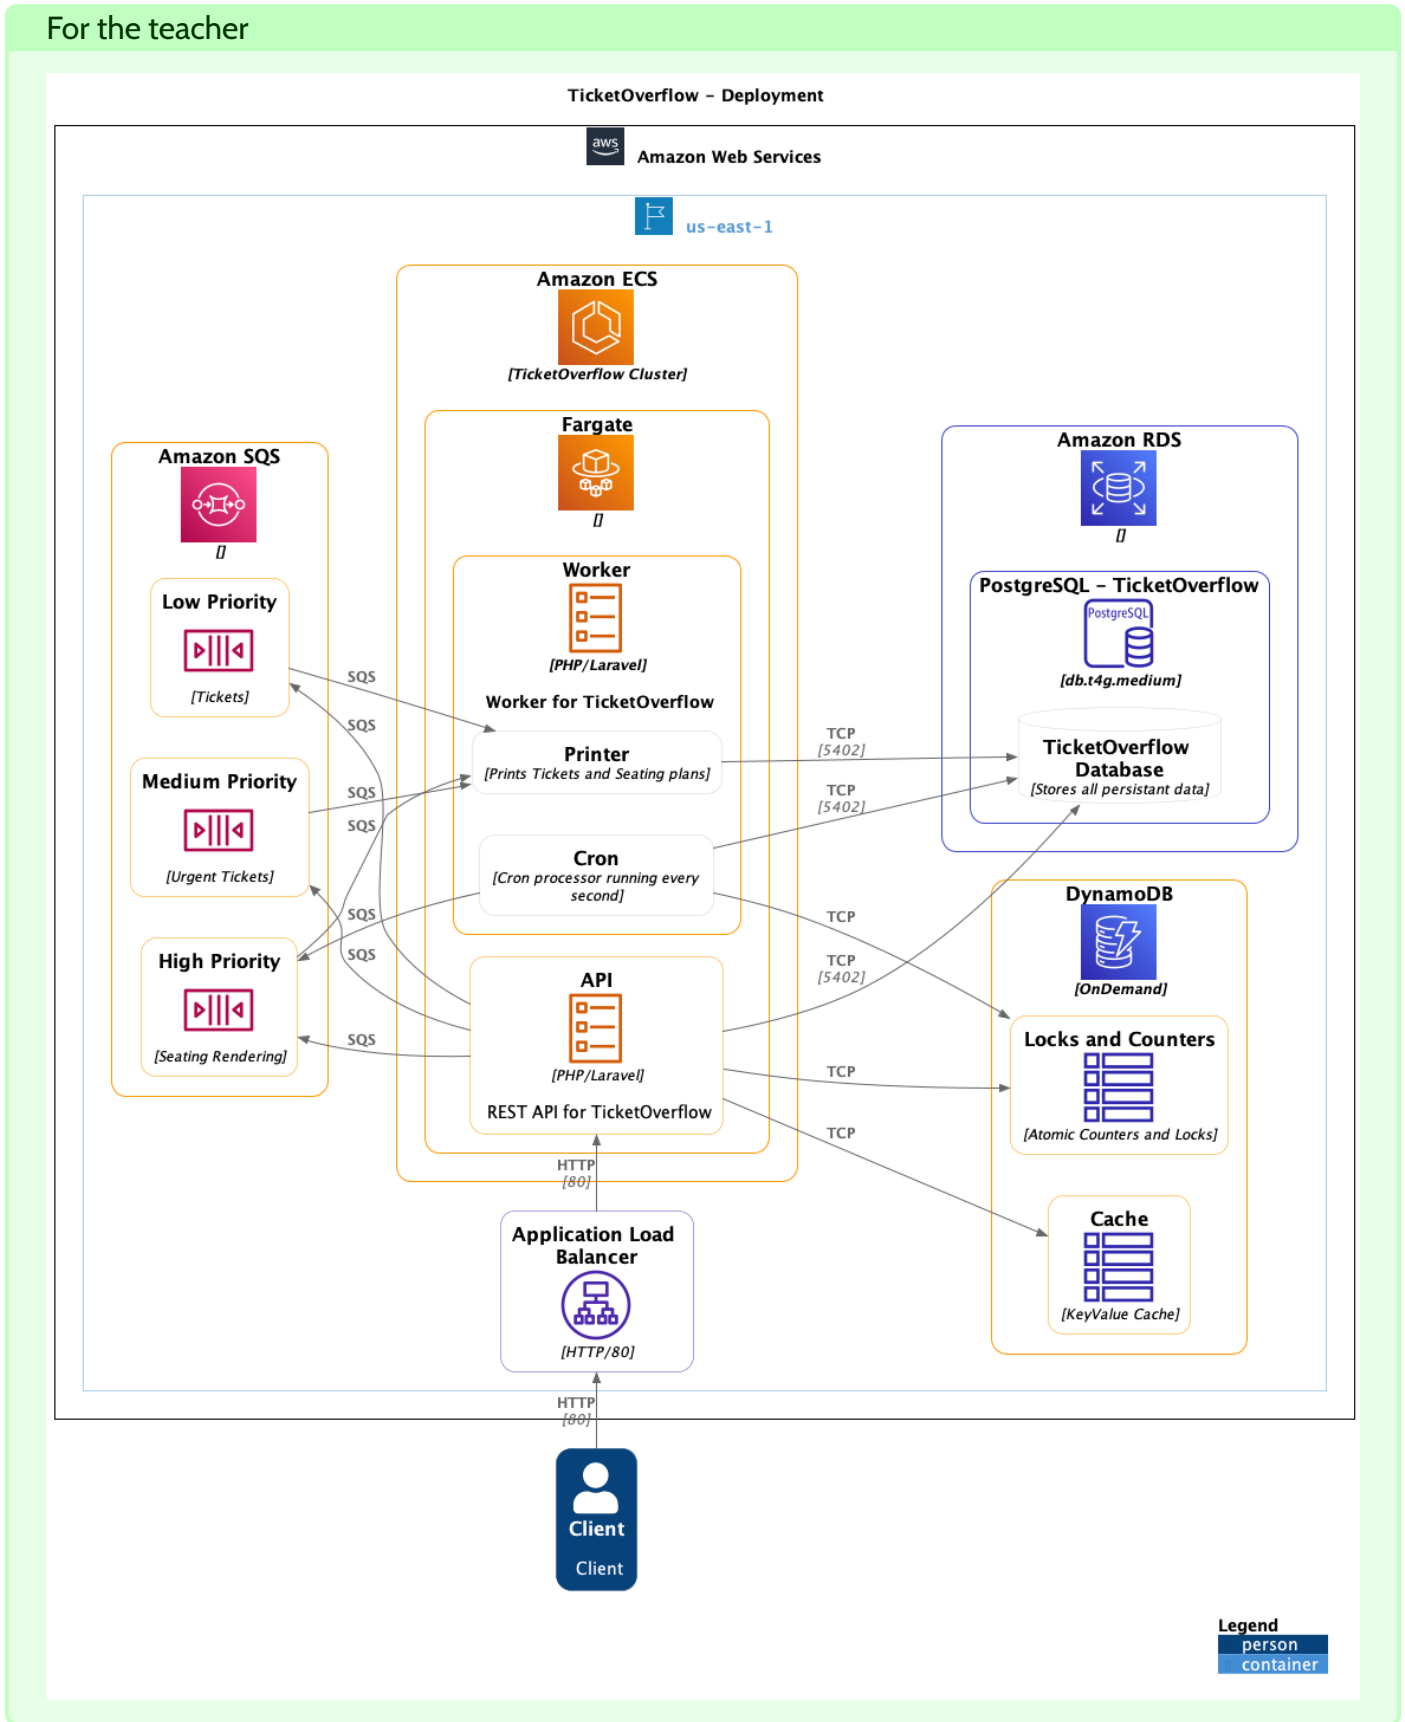 For the teacher
TicketOverflow – Deployment
aws
Amazon Web Services
us-east-1
Amazon ECS
[TicketOverflow Cluster]
Fargate
[]
Amazon SQS
[]
Low Priority
[Tickets]
Medium Priority
[Urgent Tickets]
High Priority
[Seating Rendering]
SQS
SQS
SQS
SQS
SQS
SQS
SQS
Worker
[PHP/Laravel]
Worker for TicketOverflow
Printer
[Prints Tickets and Seating plans]
Cron
[Cron processor running every
second]
API
[PHP/Laravel]
REST API for TicketOverflow
TCP
[5402]
TCP
[5402]
TCP
TCP
[5402]
TCP
TCP
Amazon RDS
[]
PostgreSQL – TicketOverflow
PostgreSQL
[db.t4g.medium]
TicketOverflow
Database
[Stores all persistant data]
DynamoDB
[OnDemand]
Locks and Counters
[Atomic Counters and Locks]
Cache
[KeyValue Cache]
HTTP
[80]
Application Load
Balancer
[HTTP/80]
HTTP
[80]
Client
Client
Legend
person
container